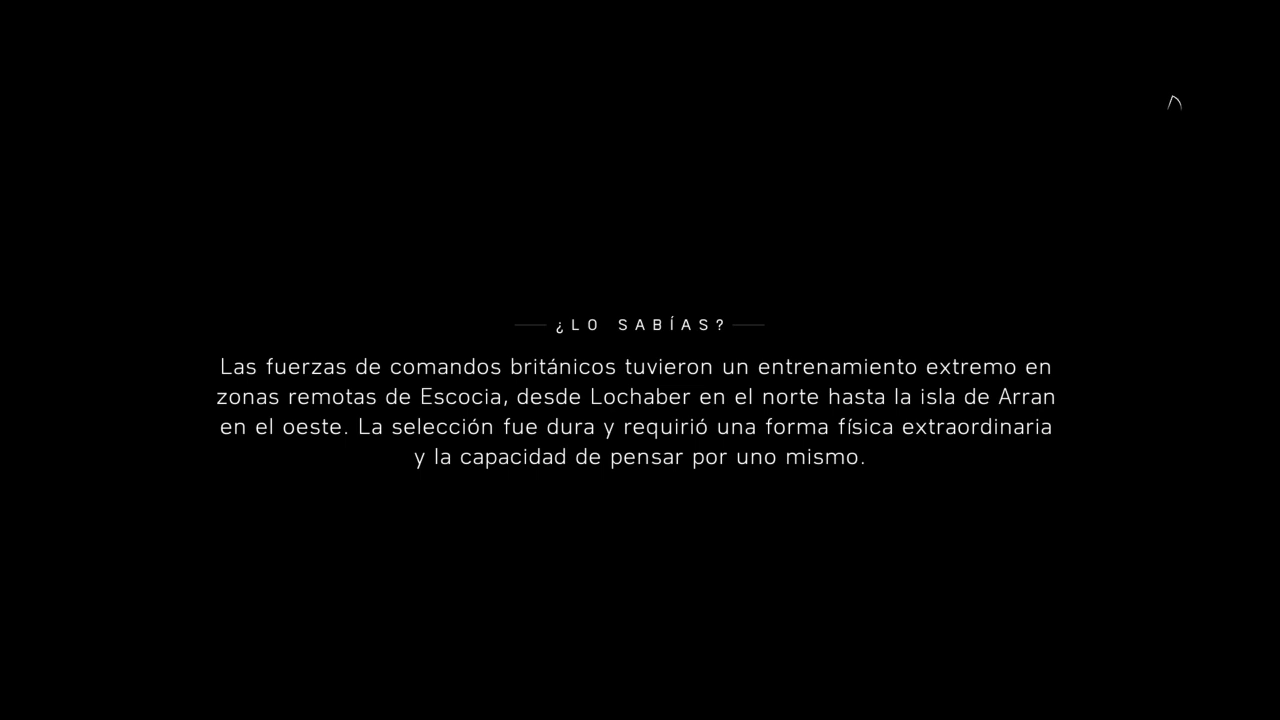 ¿LO SABÍAS?
Las fuerzas de comandos británicos tuvieron un entrenamiento extremo en
zonas remotas de Escocia, desde Lochaber en el norte hasta la isla de Arran
en el oeste. La selección fue dura y requirió una forma física extraordinaria
y la capacidad de pensar por uno mismo.